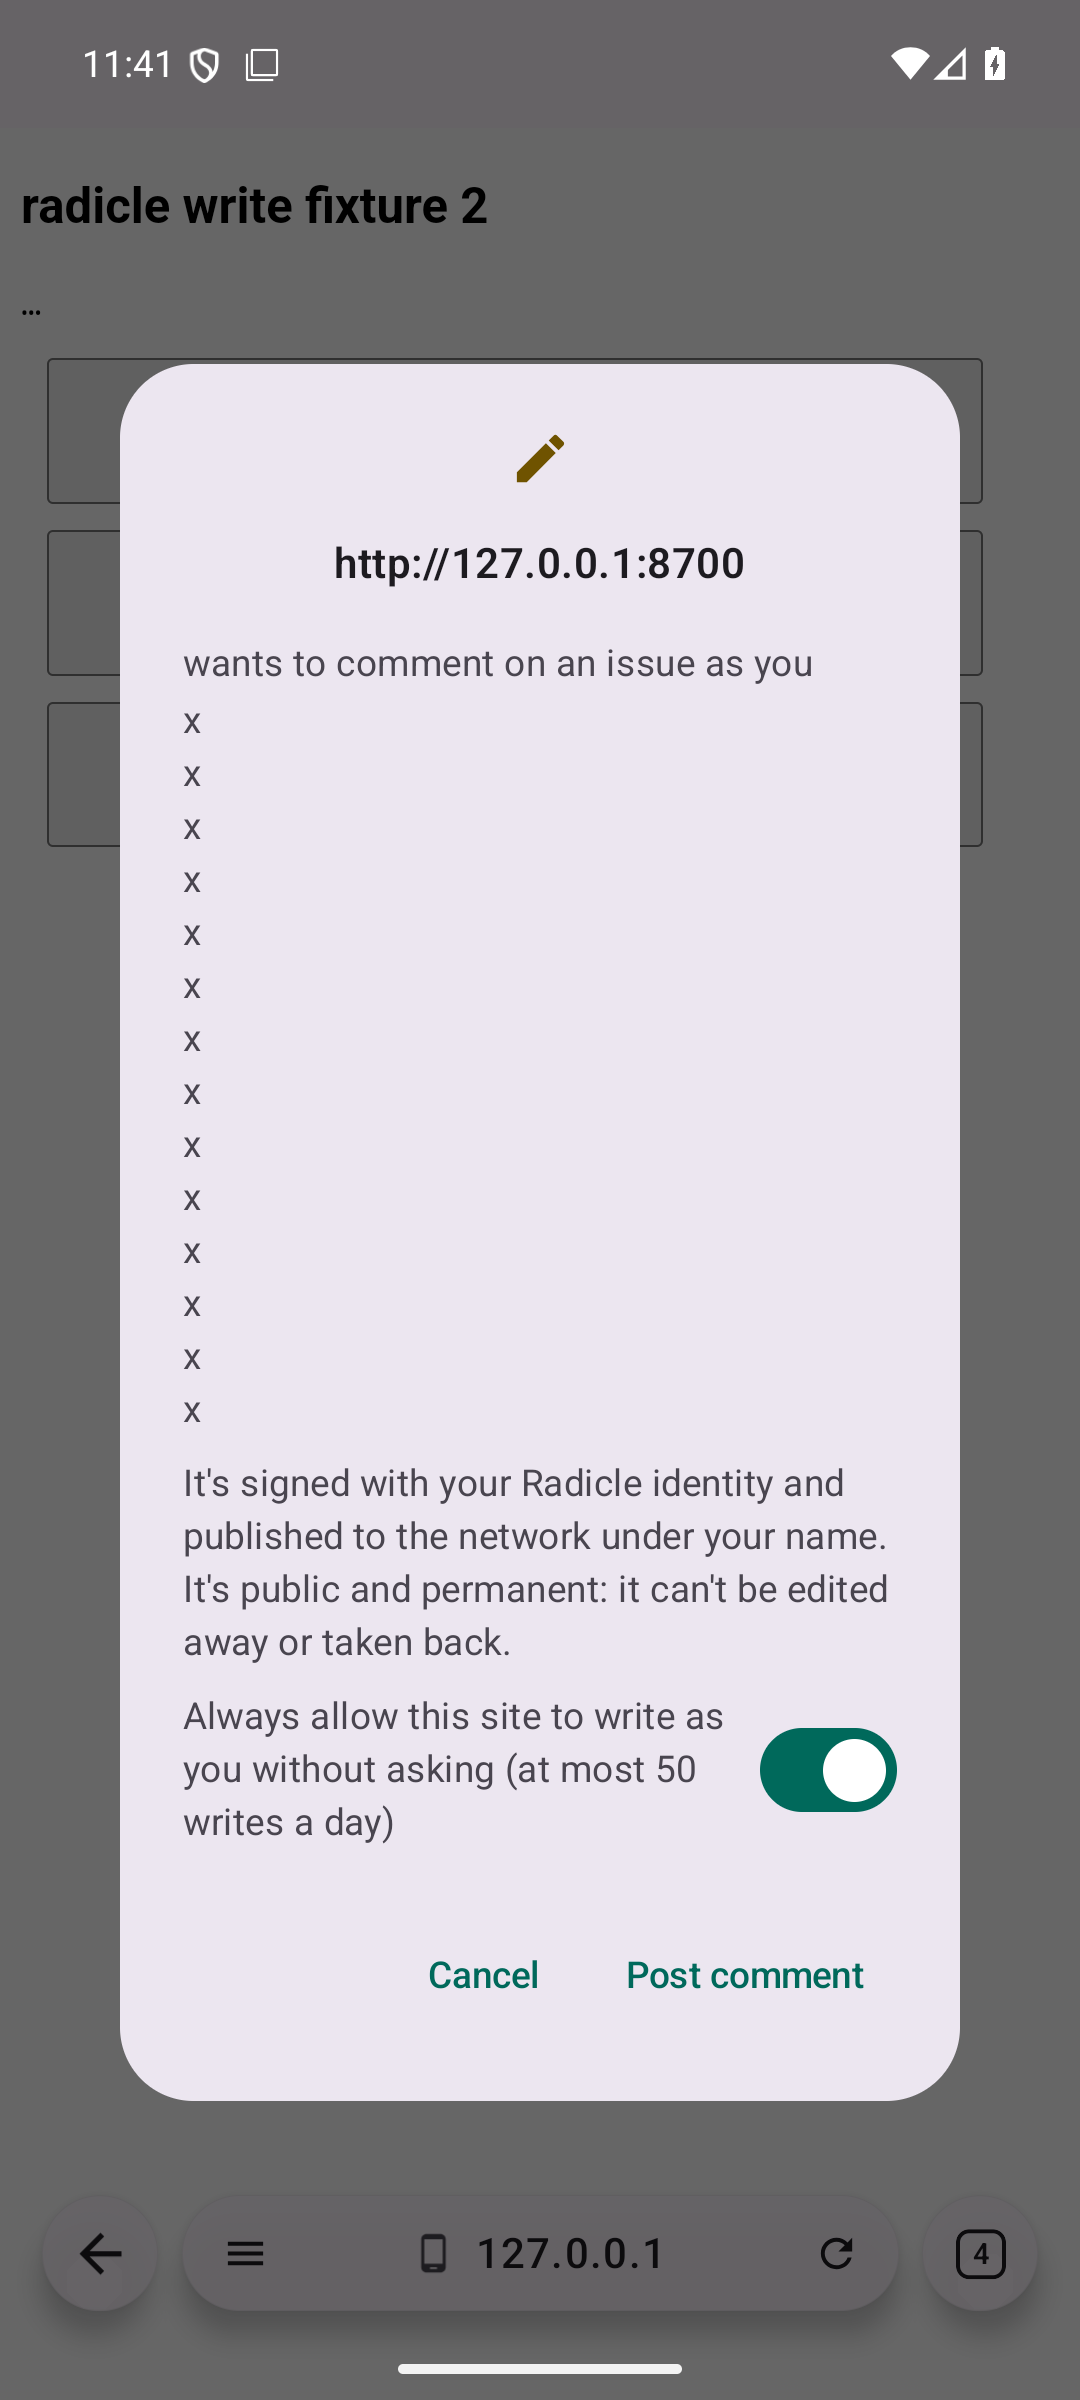 11:41
radicle write fixture 2
...
http://127.0.0.1:8700
wants to comment on an issue as you
x
x
x
x
x
x
x
x
x
x
x
x
x
x
It's signed with your Radicle identity and
published to the network under your name.
It's public and permanent: it can't be edited
away or taken back.
Always allow this site to write as
you without asking (at most 50
writes a day)
Cancel
Post comment
127.0.0.1
4